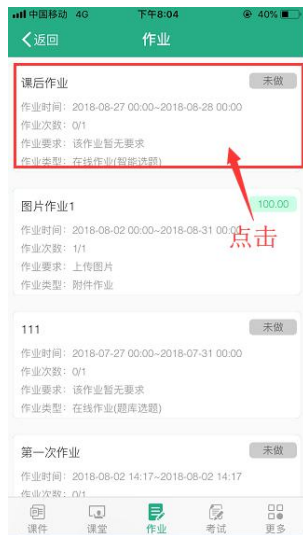 中国移动 4G 下午8:04 40%
返回 作业
课后作业 未做
作业时间：2018-08-27 00:00~2018-08-28 00:00
作业次数：0/1
作业要求：该作业暂无要求
作业类型：在线作业(智能选题)
图片作业1 100.00
作业时间：2018-08-02 00:00~2018-08-31 00:00
点击
作业次数：1/1
作业要求：上传图片
作业类型：附件作业
111 未做
作业时间：2018-07-27 00:00~2018-07-31 00:00
作业次数：0/1
作业要求：该作业暂无要求
作业类型：在线作业(题库选题)
第一次作业 未做
作业时间：2018-08-02 14:17~2018-08-02 14:17
作业次数：0/1
课件 课堂 作业 考试 更多